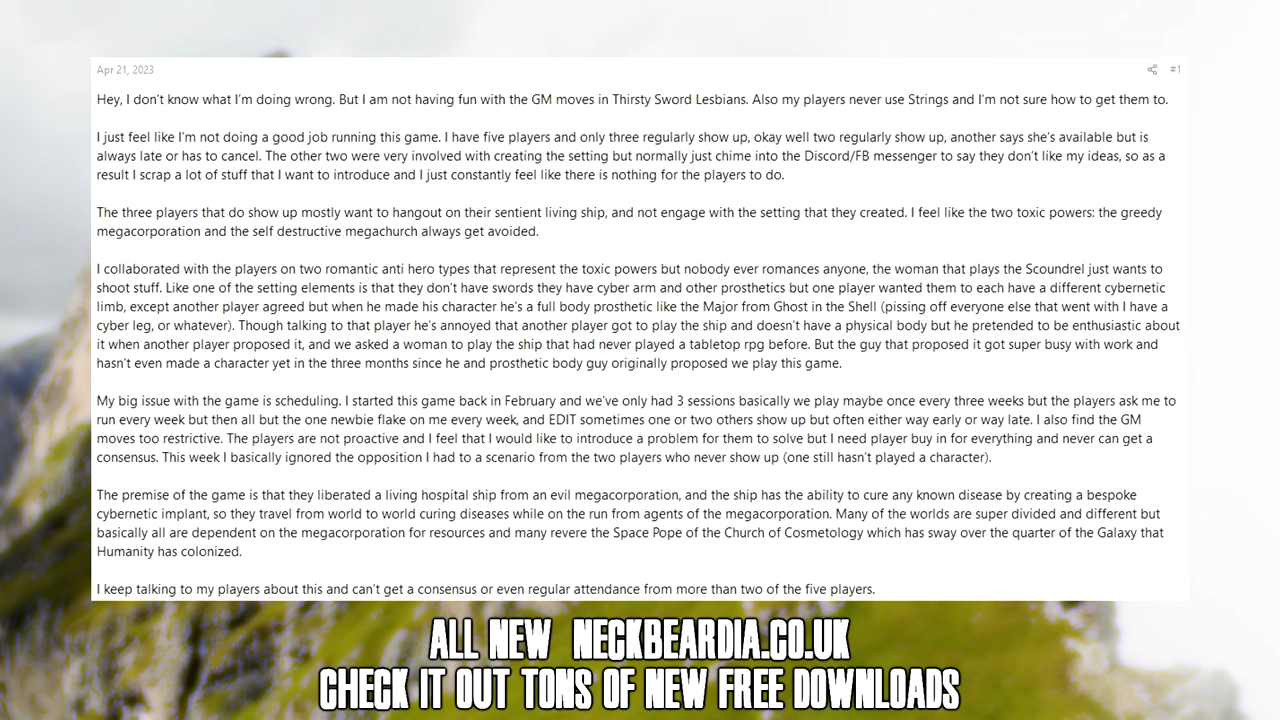 Apr 21, 2023
#1
Hey, I don't know what I'm doing wrong. But I am not having fun with the GM moves in Thirsty Sword Lesbians. Also my players never use Strings and I'm not sure how to get them to.
I just feel like I'm not doing a good job running this game. I have five players and only three regularly show up, okay well two regularly show up, another says she's available but is
always late or has to cancel. The other two were very involved with creating the setting but normally just chime into the Discord/FB messenger to say they don't like my ideas, so as a
result I scrap a lot of stuff that I want to introduce and I just constantly feel like there is nothing for the players to do.
The three players that do show up mostly want to hangout on their sentient living ship, and not engage with the setting that they created. I feel like the two toxic powers: the greedy
megacorporation and the self destructive megachurch always get avoided.
I collaborated with the players on two romantic anti hero types that represent the toxic powers but nobody ever romances anyone, the woman that plays the Scoundrel just wants to
shoot stuff. Like one of the setting elements is that they don't have swords they have cyber arm and other prosthetics but one player wanted them to each have a different cybernetic
limb, except another player agreed but when he made his character he's a full body prosthetic like the Major from Ghost in the Shell (pissing off everyone else that went with I have a
cyber leg, or whatever). Though talking to that player he's annoyed that another player got to play the ship and doesn't have a physical body but he pretended to be enthusiastic about
it when another player proposed it, and we asked a woman to play the ship that had never played a tabletop rpg before. But the guy that proposed it got super busy with work and
hasn't even made a character yet in the three months since he and prosthetic body guy originally proposed we play this game.
My big issue with the game is scheduling. I started this game back in February and we've only had 3 sessions basically we play maybe once every three weeks but the players ask me to
run every week but then all but the one newbie flake on me every week, and EDIT sometimes one or two others show up but often either way early or way late. I also find the GM
moves too restrictive. The players are not proactive and I feel that I would like to introduce a problem for them to solve but I need player buy in for everything and never can get a
consensus. This week I basically ignored the opposition I had to a scenario from the two players who never show up (one still hasn't played a character).
The premise of the game is that they liberated a living hospital ship from an evil megacorporation, and the ship has the ability to cure any known disease by creating a bespoke
cybernetic implant, so they travel from world to world curing diseases while on the run from agents of the megacorporation. Many of the worlds are super divided and different but
basically all are dependent on the megacorporation for resources and many revere the Space Pope of the Church of Cosmetology which has sway over the quarter of the Galaxy that
Humanity has colonized.
I keep talking to my players about this and can't get a consensus or even regular attendance from more than two of the five players.
ALL NEW NECKBEARDIA.CO.UK
CHECK IT OUT TONS OF NEW FREE DOWNLOADS